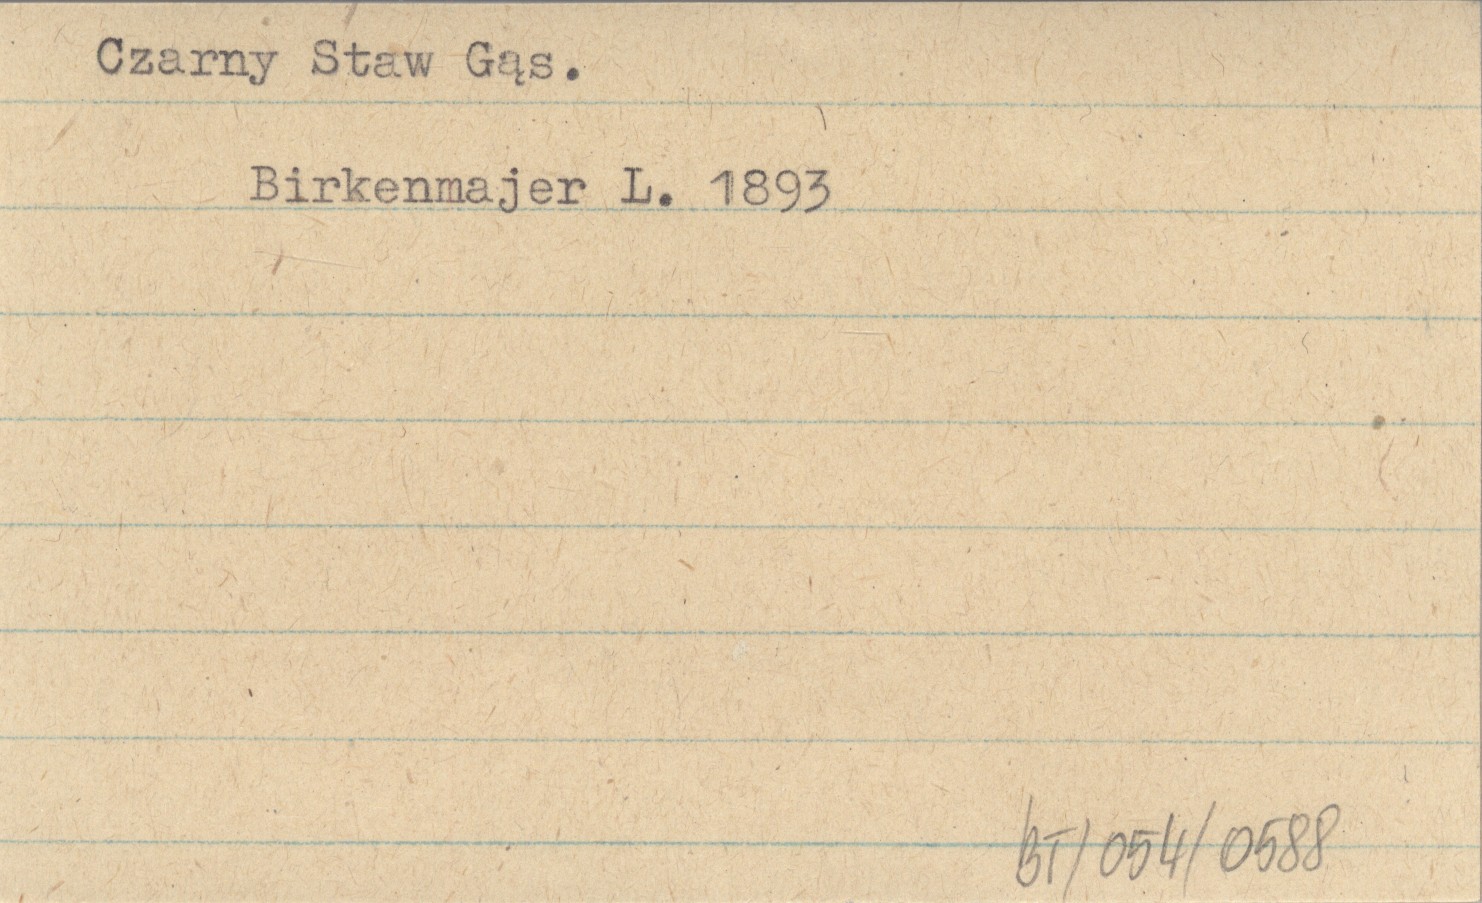 Czarny Staw Gąs.
Birkenmajer L. 1893
BT/054/0588